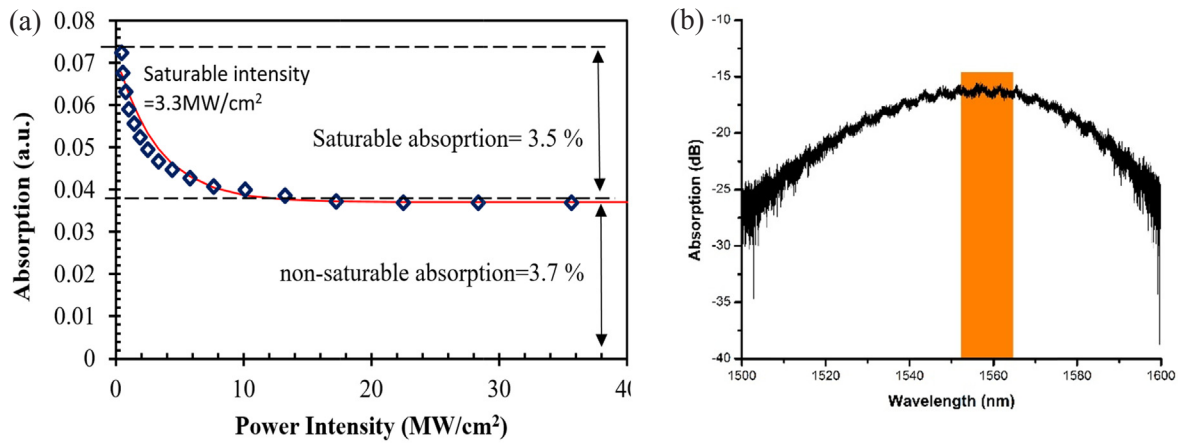 (a)
0.08
0.07
0.06
0.05
0.04
0.03
0.02
0.01
0
Absorption (a.u.)
Saturable intensity
=3.3MW/cm²
Saturable absoprtion= 3.5 %
non-saturable absorption=3.7 %
0 10 20 30 40
Power Intensity (MW/cm²)
(b)
-10
-15
-20
-25
-30
-35
-40
Absorption (dB)
1500 1520 1540 1560 1580 1600
Wavelength (nm)